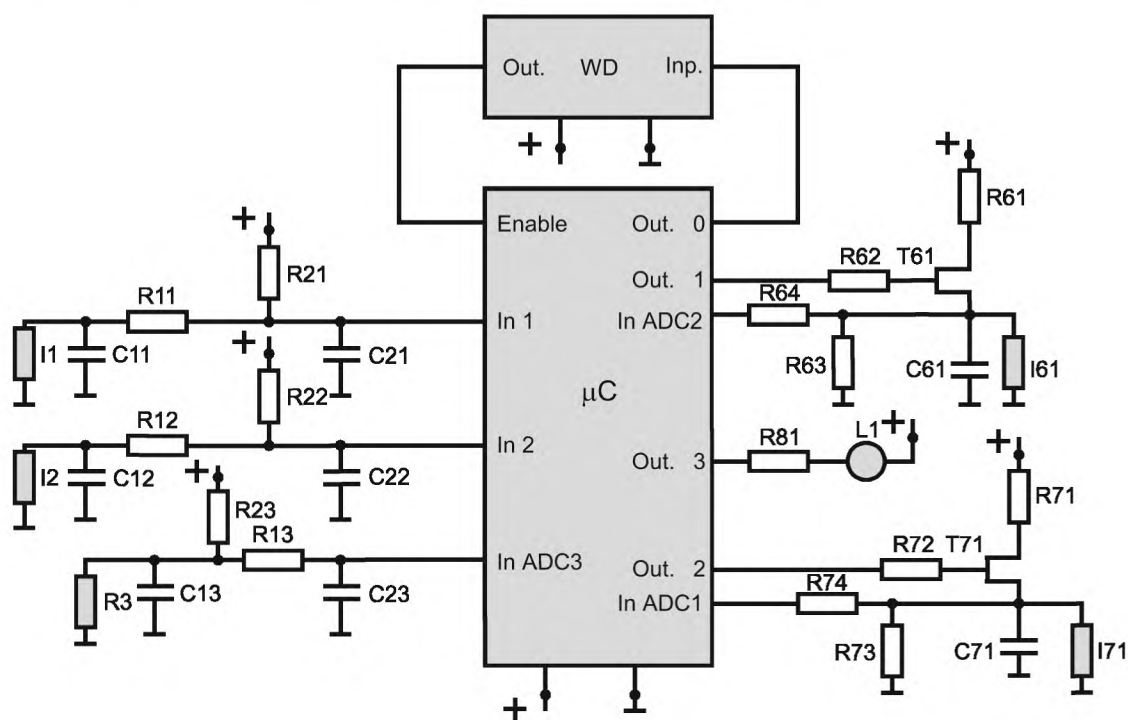 Out. WD Inp.
+
+
Enable Out. 0
R61
+
R21
R62 T61
Out. 1
R11
R64
In 1 In ADC2
I1 C11 C21
+
R63 C61 I61
R22
μC
R12
L1 +
R81
In 2
Out. 3
+
I2 C12 C22
+
R23
R13
R71
R72 T71
In ADC3
Out. 2
R74
R3 C13 C23
In ADC1
R73 C71 I71
+